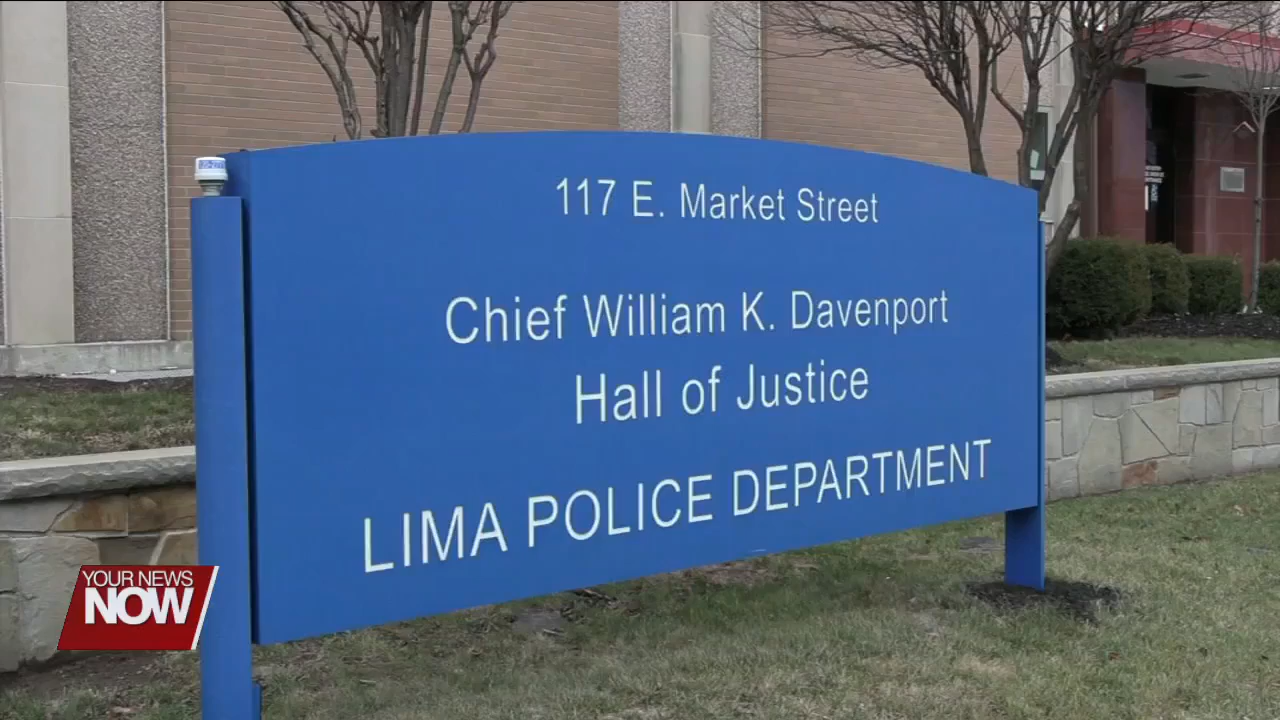 117 E. Market Street
Chief William K. Davenport
Hall of Justice
LIMA POLICE DEPARTMENT
YOUR NEWS
NOW